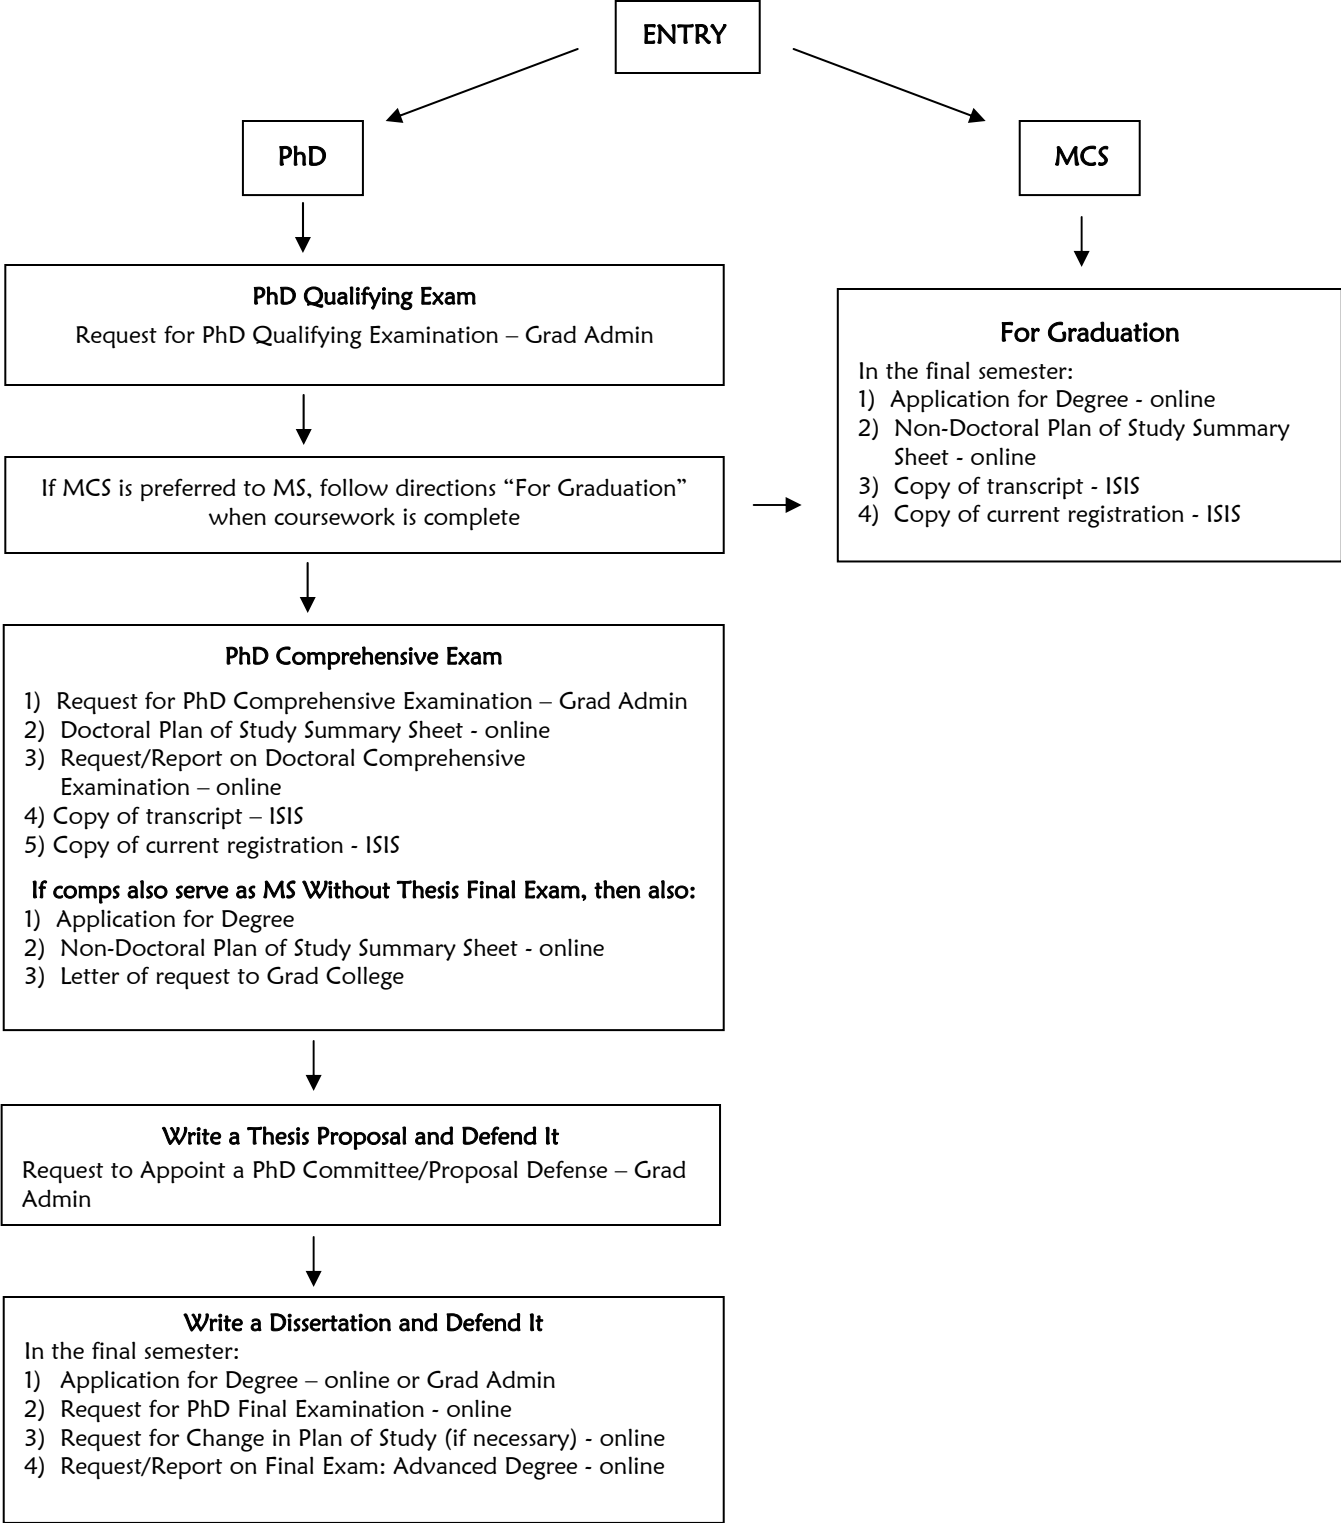 ENTRY
PhD
MCS
PhD Qualifying Exam
Request for PhD Qualifying Examination – Grad Admin
If MCS is preferred to MS, follow directions “For Graduation”
when coursework is complete
For Graduation
In the final semester:
1) Application for Degree - online
2) Non-Doctoral Plan of Study Summary
Sheet - online
3) Copy of transcript - ISIS
4) Copy of current registration - ISIS
PhD Comprehensive Exam
1) Request for PhD Comprehensive Examination – Grad Admin
2) Doctoral Plan of Study Summary Sheet - online
3) Request/Report on Doctoral Comprehensive
Examination – online
4) Copy of transcript – ISIS
5) Copy of current registration - ISIS
If comps also serve as MS Without Thesis Final Exam, then also:
1) Application for Degree
2) Non-Doctoral Plan of Study Summary Sheet - online
3) Letter of request to Grad College
Write a Thesis Proposal and Defend It
Request to Appoint a PhD Committee/Proposal Defense – Grad
Admin
Write a Dissertation and Defend It
In the final semester:
1) Application for Degree – online or Grad Admin
2) Request for PhD Final Examination - online
3) Request for Change in Plan of Study (if necessary) - online
4) Request/Report on Final Exam: Advanced Degree - online